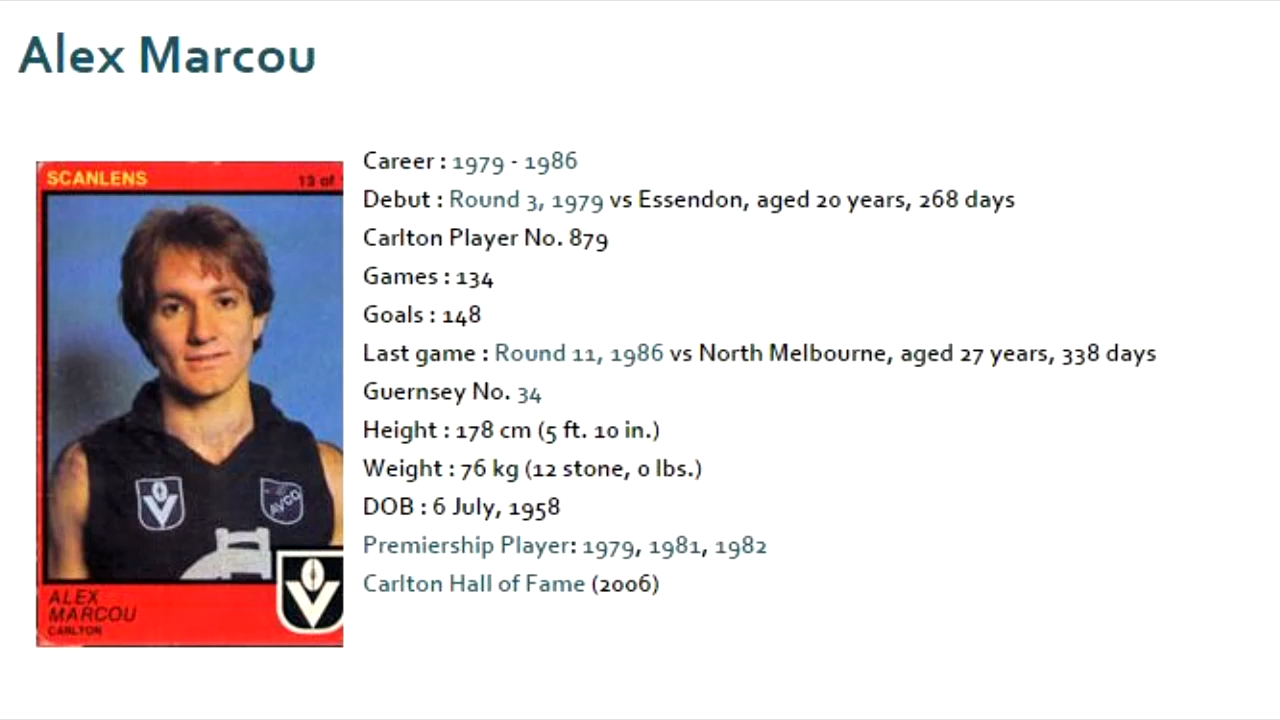 Alex Marcou
SCANLENS
13 of
ALEX
MARCOU
CARLTON
AVCO
Career : 1979 - 1986
Debut : Round 3, 1979 vs Essendon, aged 20 years, 268 days
Carlton Player No. 879
Games : 134
Goals : 148
Last game : Round 11, 1986 vs North Melbourne, aged 27 years, 338 days
Guernsey No. 34
Height : 178 cm (5 ft. 10 in.)
Weight : 76 kg (12 stone, 0 lbs.)
DOB : 6 July, 1958
Premiership Player: 1979, 1981, 1982
Carlton Hall of Fame (2006)